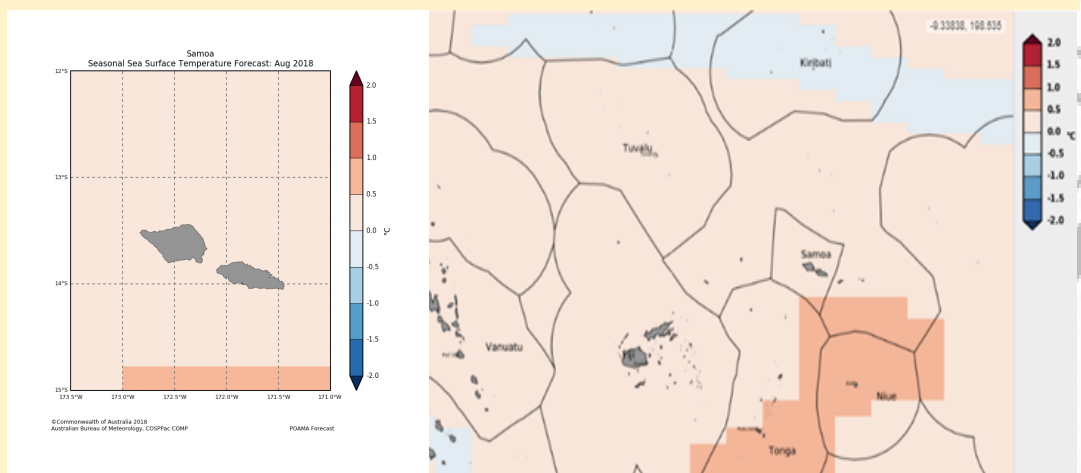 Samoa
Seasonal Sea Surface Temperature Forecast: Aug 2018
12°S
13°S
14°S
15°S
173.5°W
173.0°W
172.5°W
172.0°W
171.5°W
171.0°W
2.0
1.5
1.0
0.5
0.0
-0.5
-1.0
-1.5
-2.0
°C
©Commonwealth of Australia 2018
Australian Bureau of Meteorology, COSPPac COMP
POAMA Forecast
-9.33838, 198.535
Kiribati
Tuvalu
Samoa
Vanuatu
Fiji
Niue
Tonga
2.0
1.5
1.0
0.5
0.0
-0.5
-1.0
-1.5
-2.0
°C